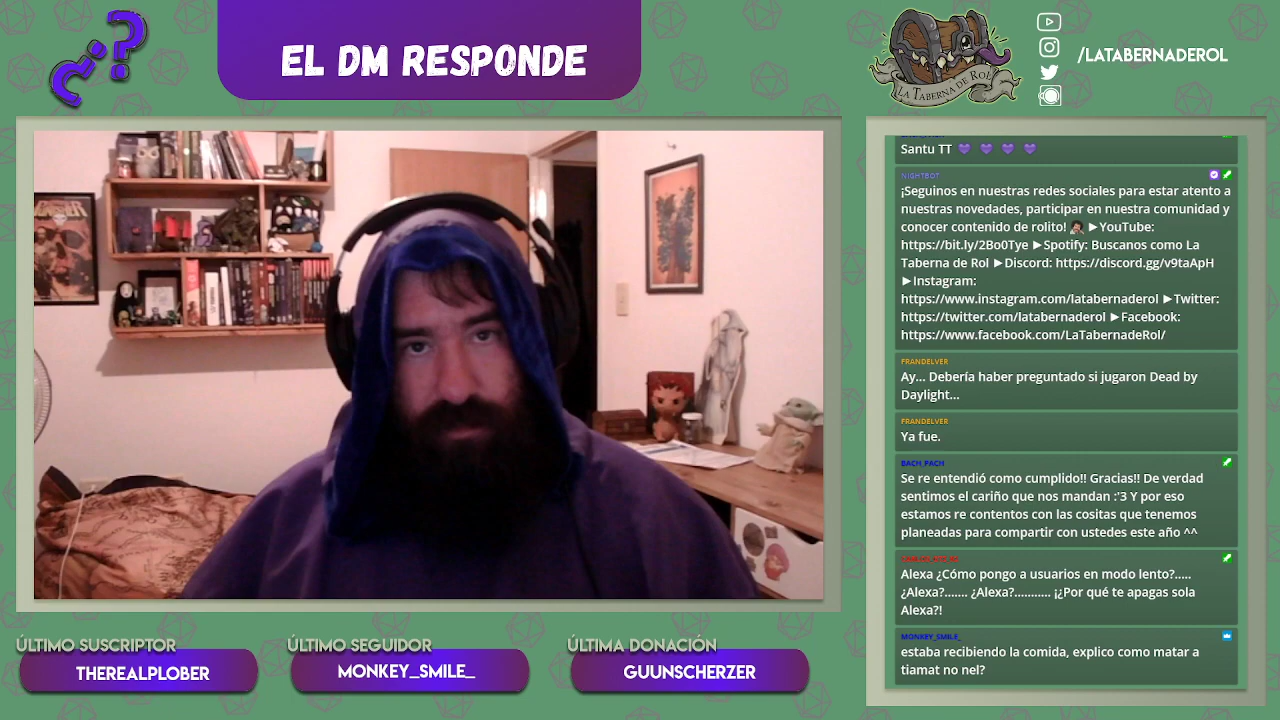 ¿?
EL DM RESPONDE
LA TABERNA DE ROL
/LATABERNADEROL
Santu TT 💜 💜 💜 💜
NIGHTBOT
¡Seguinos en nuestras redes sociales para estar atento a
nuestras novedades, participar en nuestra comunidad y
conocer contenido de rolito! ►YouTube:
https://bit.ly/2Bo0Tye ►Spotify: Buscanos como La
Taberna de Rol ►Discord: https://discord.gg/v9taApH
►Instagram:
https://www.instagram.com/latabernaderol ►Twitter:
https://twitter.com/latabernaderol ►Facebook:
https://www.facebook.com/LaTabernadeRol/
FRANDELVER
Ay... Debería haber preguntado si jugaron Dead by
Daylight...
FRANDELVER
Ya fue.
BACH_PACH
Se re entendió como cumplido!! Gracias!! De verdad
sentimos el cariño que nos mandan :'3 Y por eso
estamos re contentos con las cositas que tenemos
planeadas para compartir con ustedes este año ^^
Alexa ¿Cómo pongo a usuarios en modo lento?.....
¿Alexa?....... ¿Alexa?........... ¡¿Por qué te apagas sola
Alexa?!
MONKEY_SMILE_
estaba recibiendo la comida, explico como matar a
tiamat no nel?
ÚLTIMO SUSCRIPTOR
THEREALPLOBER
ÚLTIMO SEGUIDOR
MONKEY_SMILE_
ÚLTIMA DONACIÓN
GUUNSCHERZER